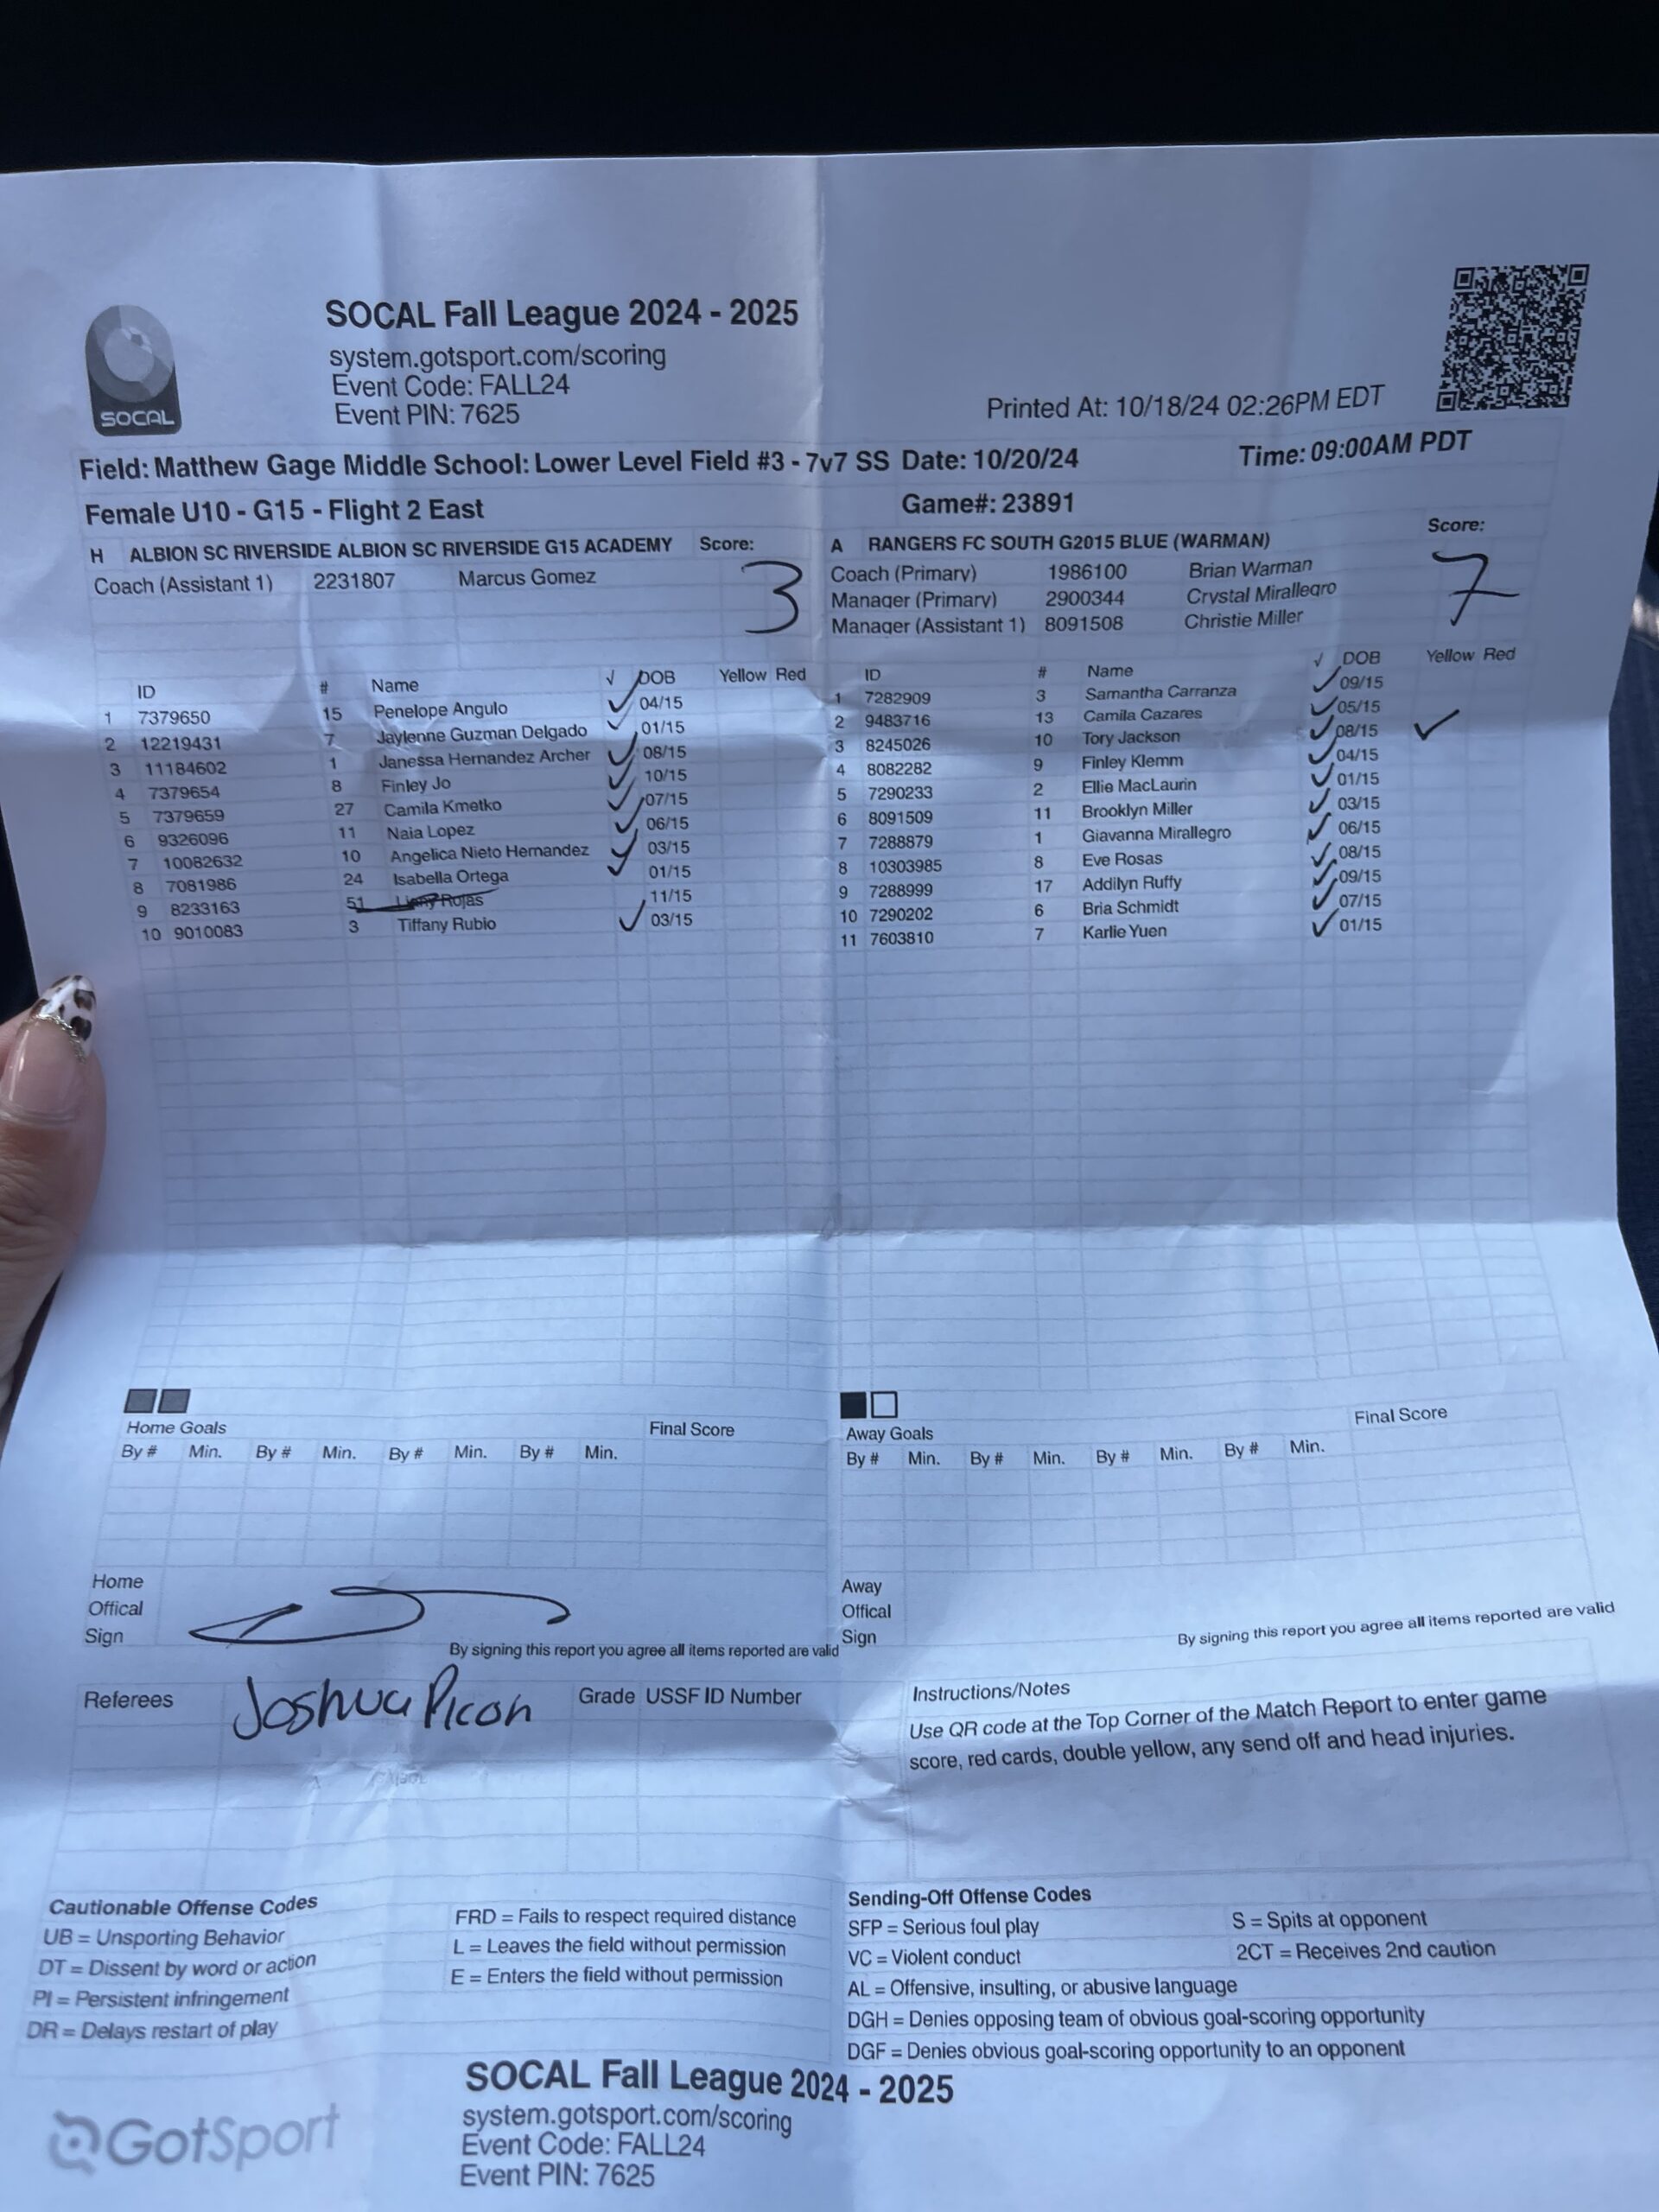 SOCAL
SOCAL Fall League 2024 - 2025
system.gotsport.com/scoring
Event Code: FALL24
Event PIN: 7625
Printed At: 10/18/24 02:26PM EDT
Field: Matthew Gage Middle School: Lower Level Field #3 - 7v7 SS Date: 10/20/24 Time: 09:00AM PDT
Female U10 - G15 - Flight 2 East Game#: 23891
H ALBION SC RIVERSIDE ALBION SC RIVERSIDE G15 ACADEMY Score: 3
Coach (Assistant 1) 2231807 Marcus Gomez
A RANGERS FC SOUTH G2015 BLUE (WARMAN) Score: 7
Coach (Primary) 1986100 Brian Warman
Manager (Primary) 2900344 Crystal Mirallegro
Manager (Assistant 1) 8091508 Christie Miller
ID # Name √ DOB Yellow Red
1 7379650 15 Penelope Angulo ✓ 04/15
2 12219431 7 Jaylenne Guzman Delgado ✓ 01/15
3 11184602 1 Janessa Hernandez Archer ✓ 08/15
4 7379654 8 Finley Jo ✓ 10/15
5 7379659 27 Camila Kmetko ✓ 07/15
6 9326096 11 Naia Lopez ✓ 06/15
7 10082632 10 Angelica Nieto Hernandez ✓ 03/15
8 7081986 24 Isabella Ortega ✓ 01/15
9 8233163 51 Rojas 11/15
10 9010083 3 Tiffany Rubio ✓ 03/15
ID # Name √ DOB Yellow Red
1 7282909 3 Samantha Carranza ✓ 09/15
2 9483716 13 Camila Cazares ✓ 05/15
3 8245026 10 Tory Jackson ✓ 08/15 ✓
4 8082282 9 Finley Klemm ✓ 04/15
5 7290233 2 Ellie MacLaurin ✓ 01/15
6 8091509 11 Brooklyn Miller ✓ 03/15
7 7288879 1 Giavanna Mirallegro ✓ 06/15
8 10303985 8 Eve Rosas ✓ 08/15
9 7288999 17 Addilyn Ruffy ✓ 09/15
10 7290202 6 Bria Schmidt ✓ 07/15
11 7603810 7 Karlie Yuen ✓ 01/15
Home Goals Final Score
By # Min. By # Min. By # Min. By # Min.
Away Goals Final Score
By # Min. By # Min. By # Min. By # Min.
Home
Offical
Sign
By signing this report you agree all items reported are valid
Away
Offical
Sign
By signing this report you agree all items reported are valid
Referees Joshua Picon Grade USSF ID Number
Instructions/Notes
Use QR code at the Top Corner of the Match Report to enter game
score, red cards, double yellow, any send off and head injuries.
Cautionable Offense Codes
UB = Unsporting Behavior
DT = Dissent by word or action
PI = Persistent infringement
DR = Delays restart of play
FRD = Fails to respect required distance
L = Leaves the field without permission
E = Enters the field without permission
Sending-Off Offense Codes
SFP = Serious foul play
VC = Violent conduct
AL = Offensive, insulting, or abusive language
DGH = Denies opposing team of obvious goal-scoring opportunity
DGF = Denies obvious goal-scoring opportunity to an opponent
S = Spits at opponent
2CT = Receives 2nd caution
GotSport
SOCAL Fall League 2024 - 2025
system.gotsport.com/scoring
Event Code: FALL24
Event PIN: 7625